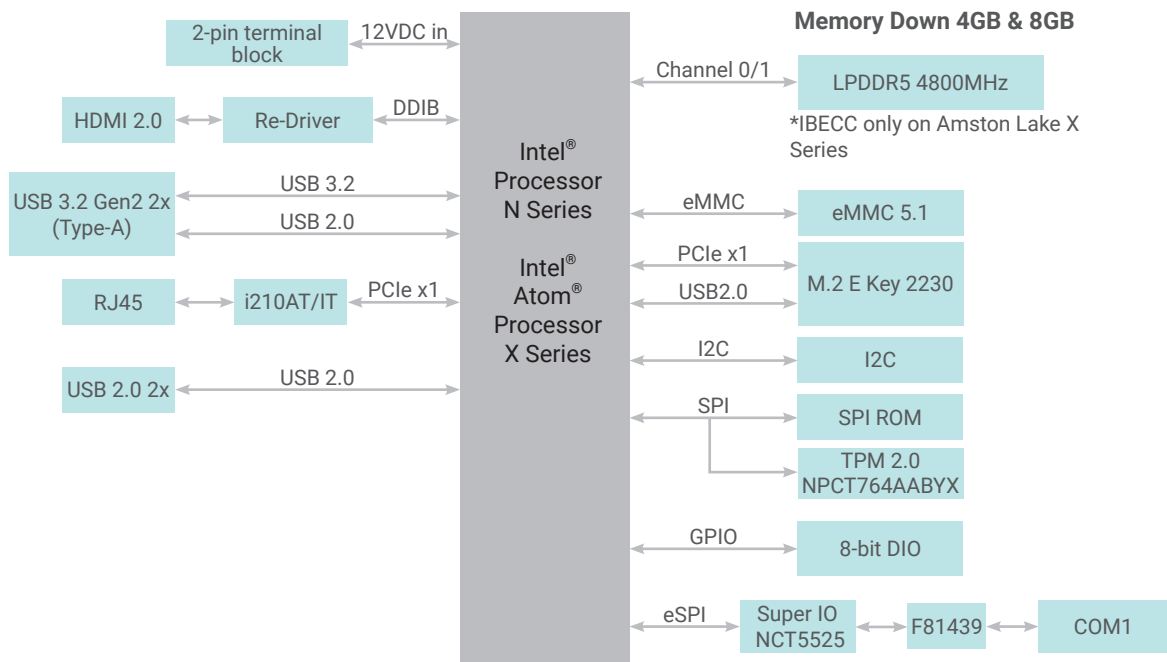 Memory Down 4GB & 8GB
2-pin terminal
block
12VDC in
HDMI 2.0
Re-Driver
DDIB
USB 3.2 Gen2 2x
(Type-A)
USB 3.2
USB 2.0
RJ45
i210AT/IT
PCIe x1
USB 2.0 2x
USB 2.0
Intel®
Processor
N Series
Intel®
Atom®
Processor
X Series
Channel 0/1
LPDDR5 4800MHz
*IBECC only on Amston Lake X
Series
eMMC
eMMC 5.1
PCIe x1
USB2.0
M.2 E Key 2230
I2C
I2C
SPI
SPI ROM
TPM 2.0
NPCT764AABYX
GPIO
8-bit DIO
eSPI
Super IO
NCT5525
F81439
COM1